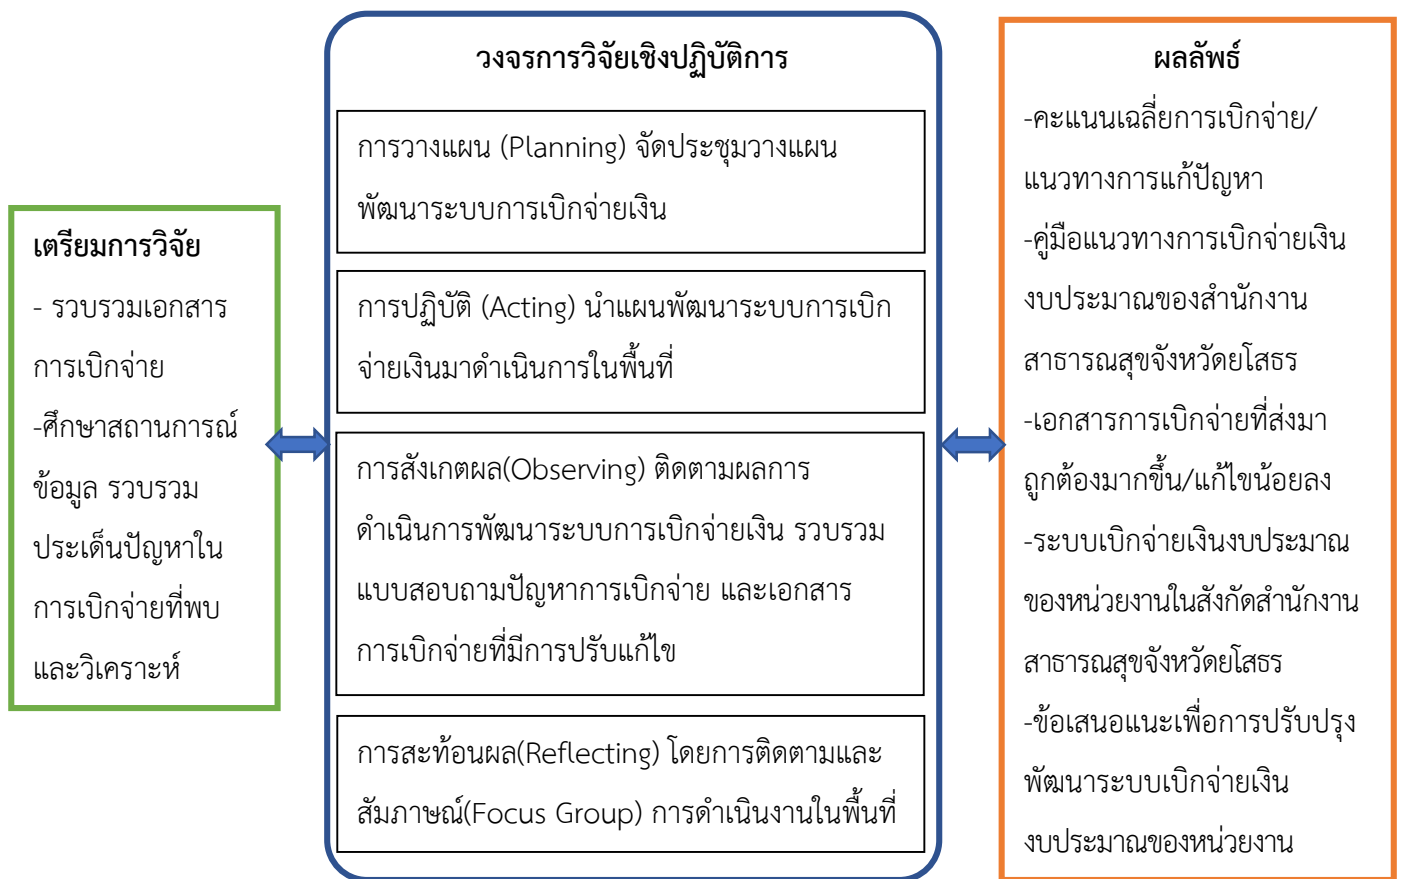 เตรียมการวิจัย
- รวบรวมเอกสาร
การเบิกจ่าย
-ศึกษาสถานการณ์
ข้อมูล รวบรวม
ประเด็นปัญหาใน
การเบิกจ่ายที่พบ
และวิเคราะห์
วงจรการวิจัยเชิงปฏิบัติการ
การวางแผน (Planning) จัดประชุมวางแผน
พัฒนาระบบการเบิกจ่ายเงิน
การปฏิบัติ (Acting) นำแผนพัฒนาระบบการเบิก
จ่ายเงินมาดำเนินการในพื้นที่
การสังเกตผล(Observing) ติดตามผลการ
ดำเนินการพัฒนาระบบการเบิกจ่ายเงิน รวบรวม
แบบสอบถามปัญหาการเบิกจ่าย และเอกสาร
การเบิกจ่ายที่มีการปรับแก้ไข
การสะท้อนผล(Reflecting) โดยการติดตามและ
สัมภาษณ์(Focus Group) การดำเนินงานในพื้นที่
ผลลัพธ์
-คะแนนเฉลี่ยการเบิกจ่าย/
แนวทางการแก้ปัญหา
-คู่มือแนวทางการเบิกจ่ายเงิน
งบประมาณของสำนักงาน
สาธารณสุขจังหวัดยโสธร
-เอกสารการเบิกจ่ายที่ส่งมา
ถูกต้องมากขึ้น/แก้ไขน้อยลง
-ระบบเบิกจ่ายเงินงบประมาณ
ของหน่วยงานในสังกัดสำนักงาน
สาธารณสุขจังหวัดยโสธร
-ข้อเสนอแนะเพื่อการปรับปรุง
พัฒนาระบบเบิกจ่ายเงิน
งบประมาณของหน่วยงาน